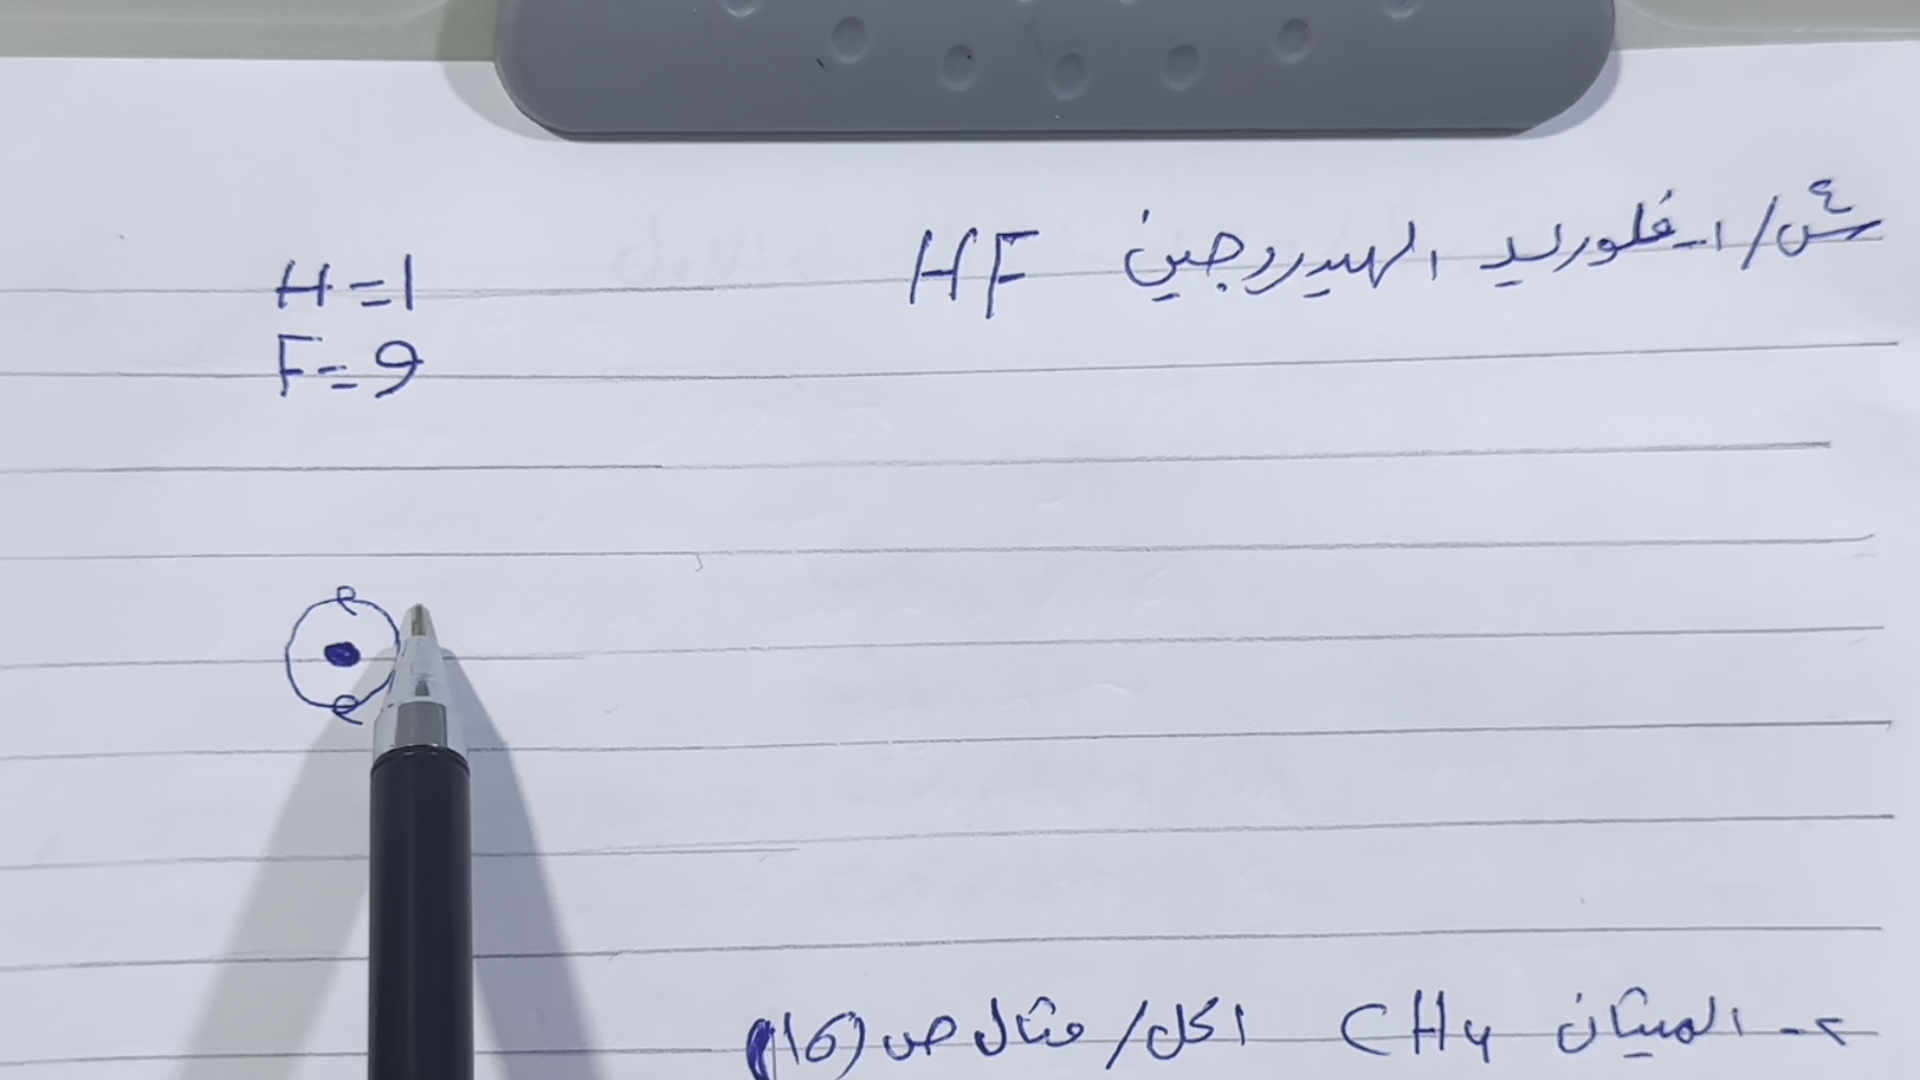 س٤/ ١- فلوريد الهيدروجين HF
H = 1
F = 9
e
e
٢- الميثان CH4 الحل/ مثال ص (16)